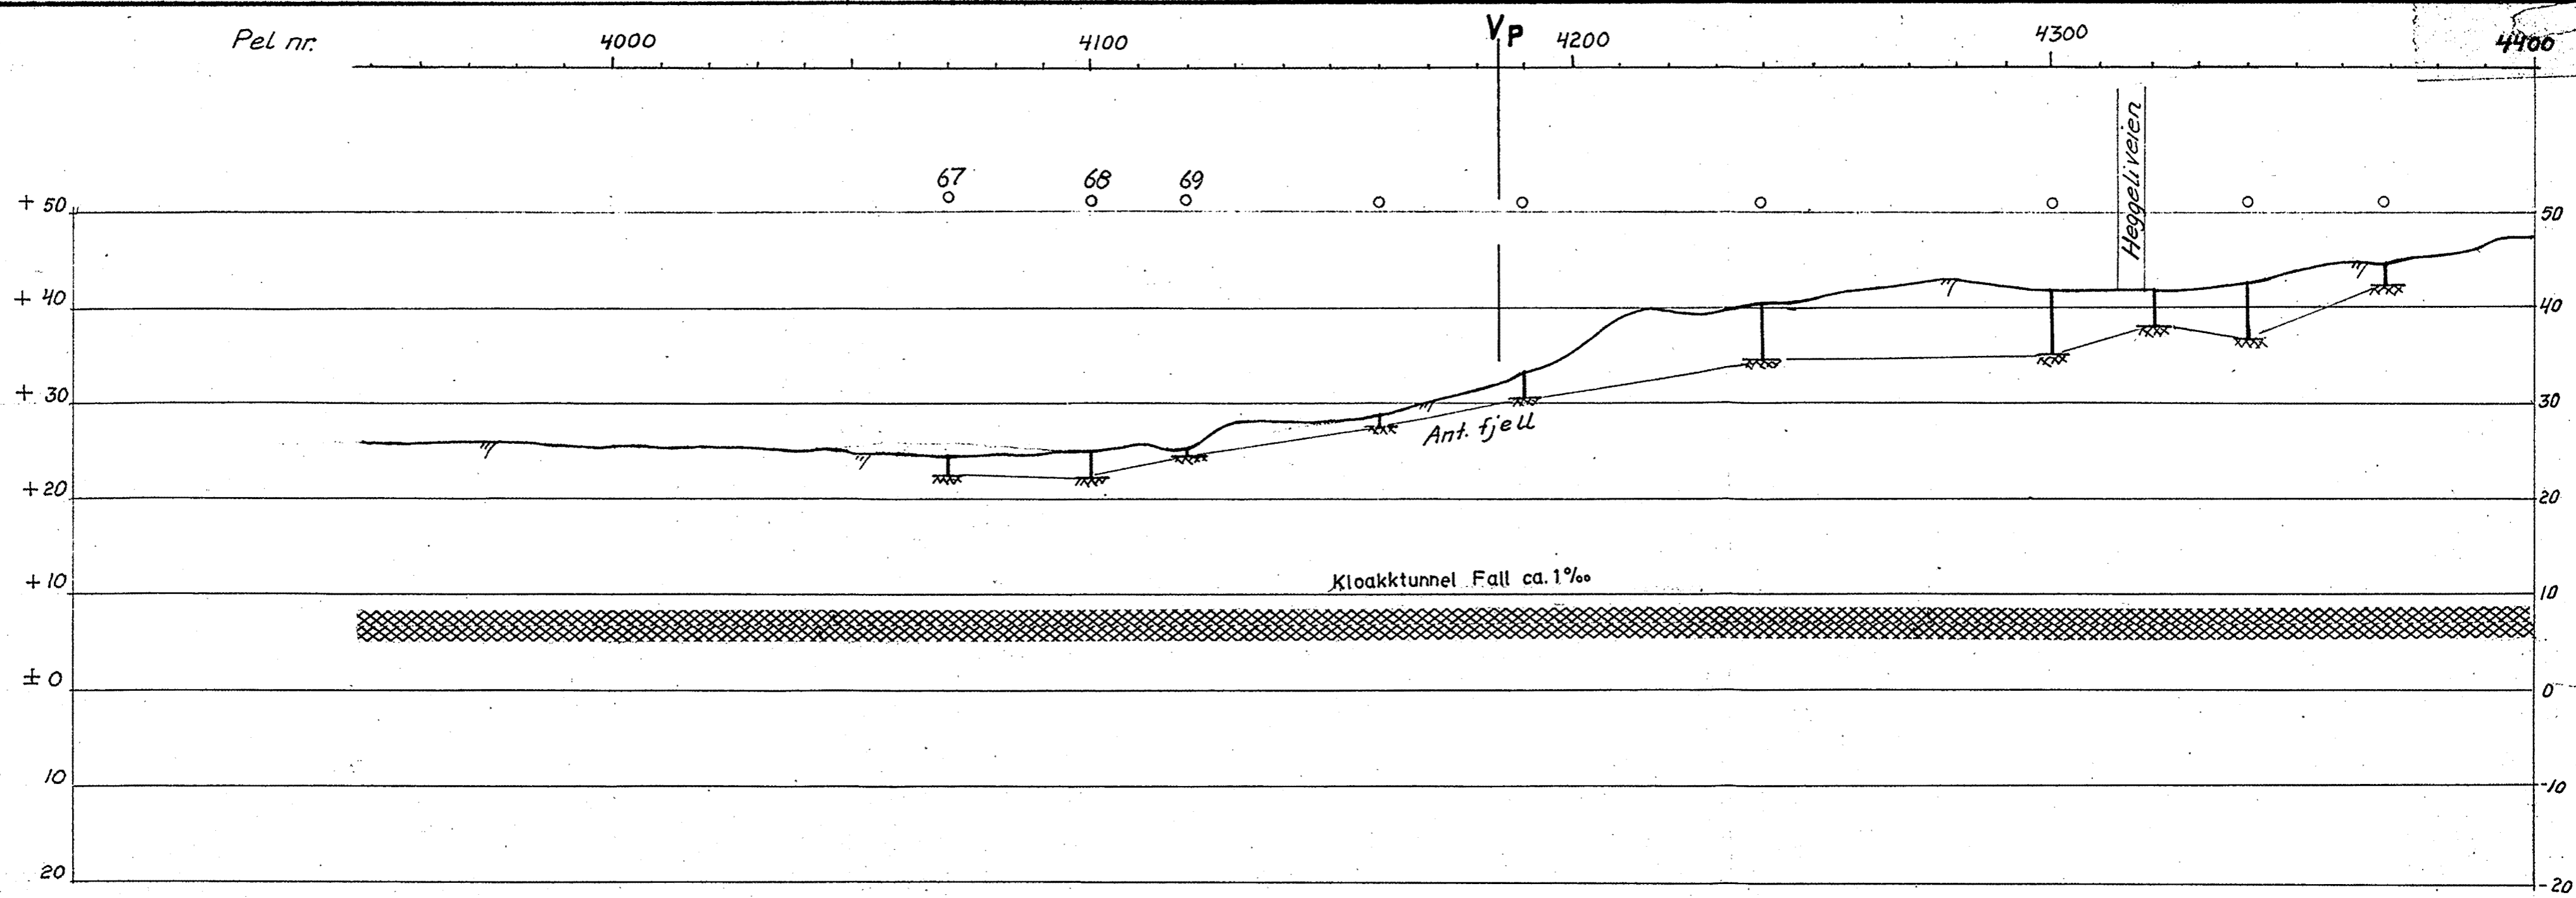 Pel nr. 4000 4100 Vp 4200 4300 4400
Heggeliveien
67 68 69
+ 50 50
+ 40 40
+ 30 30
Ant. fjell
+ 20 20
Kloakktunnel Fall ca. 1‰
+ 10 10
± 0 0
10 -10
20 -20